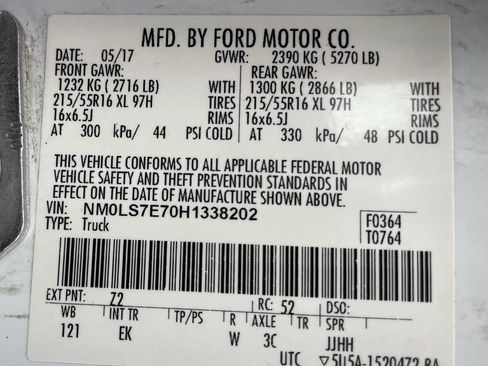 MFD. BY FORD MOTOR CO.
DATE: 05/17 GVWR: 2390 KG ( 5270 LB)
FRONT GAWR: REAR GAWR:
1232 KG ( 2716 LB) WITH 1300 KG ( 2866 LB) WITH
215/55R16 XL 97H TIRES 215/55R16 XL 97H TIRES
16x6.5J RIMS 16x6.5J RIMS
AT 300 kPa/ 44 PSI COLD AT 330 kPa/ 48 PSI COLD
THIS VEHICLE CONFORMS TO ALL APPLICABLE FEDERAL MOTOR
VEHICLE SAFETY AND THEFT PREVENTION STANDARDS IN
EFFECT ON THE DATE OF MANUFACTURE SHOWN ABOVE.
VIN: NM0LS7E70H1338202
TYPE: Truck
F0364
T0764
EXT PNT: Z2 RC: 52 DSO:
WB INT TR TP/PS R AXLE TR SPR
121 EK W 3C JJHH
UTC ▽5U5A-1520472-BA